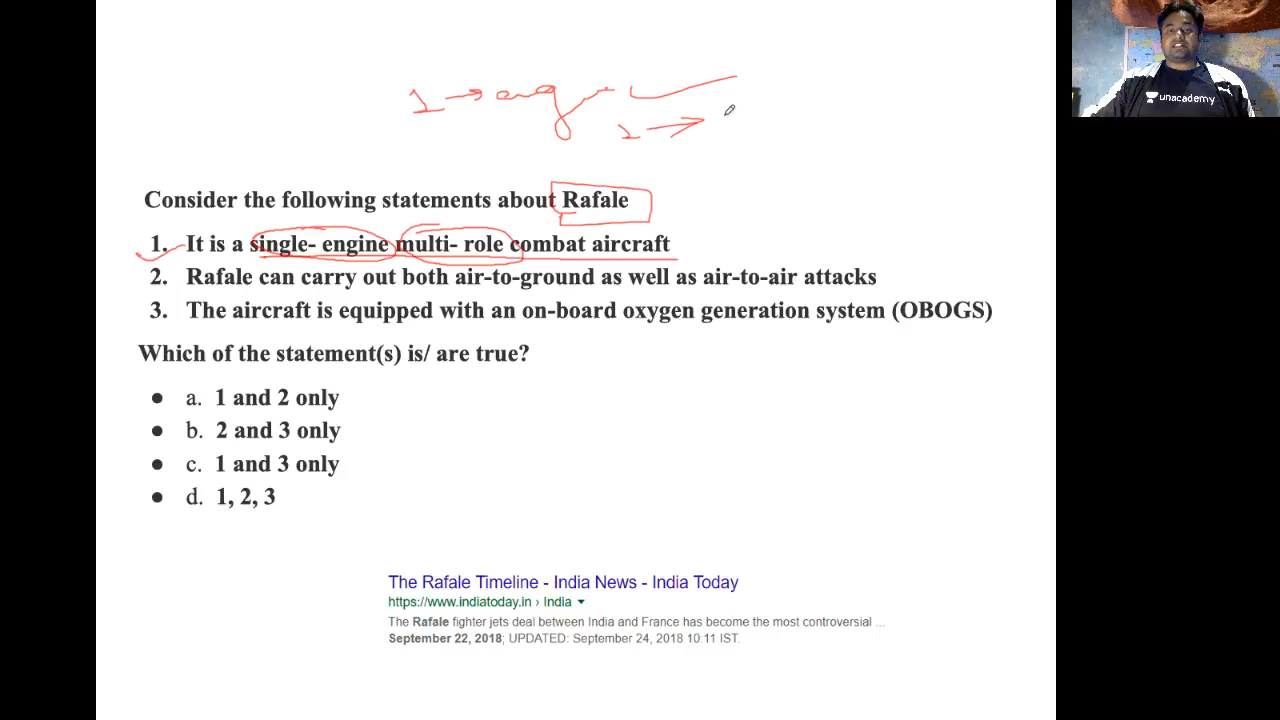 1 →
2 →
unacademy
Consider the following statements about Rafale
1. It is a single- engine multi- role combat aircraft
2. Rafale can carry out both air-to-ground as well as air-to-air attacks
3. The aircraft is equipped with an on-board oxygen generation system (OBOGS)
Which of the statement(s) is/ are true?
● a. 1 and 2 only
● b. 2 and 3 only
● c. 1 and 3 only
● d. 1, 2, 3
The Rafale Timeline - India News - India Today
https://www.indiatoday.in › India ▼
The Rafale fighter jets deal between India and France has become the most controversial ...
September 22, 2018; UPDATED: September 24, 2018 10:11 IST.